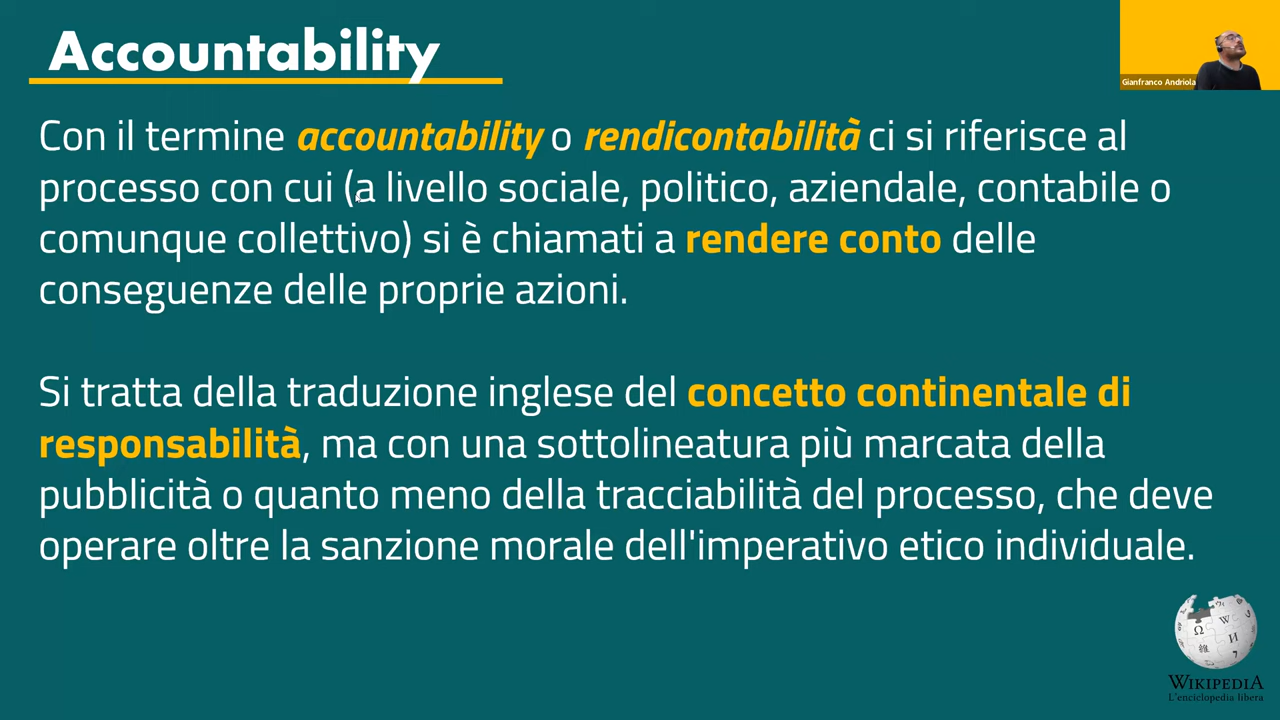 Accountability
Gianfranco Andriola
Con il termine accountability o rendicontabilità ci si riferisce al
processo con cui (a livello sociale, politico, aziendale, contabile o
comunque collettivo) si è chiamati a rendere conto delle
conseguenze delle proprie azioni.
Si tratta della traduzione inglese del concetto continentale di
responsabilità, ma con una sottolineatura più marcata della
pubblicità o quanto meno della tracciabilità del processo, che deve
operare oltre la sanzione morale dell'imperativo etico individuale.
Ω W И
WIKIPEDIA
L'enciclopedia libera